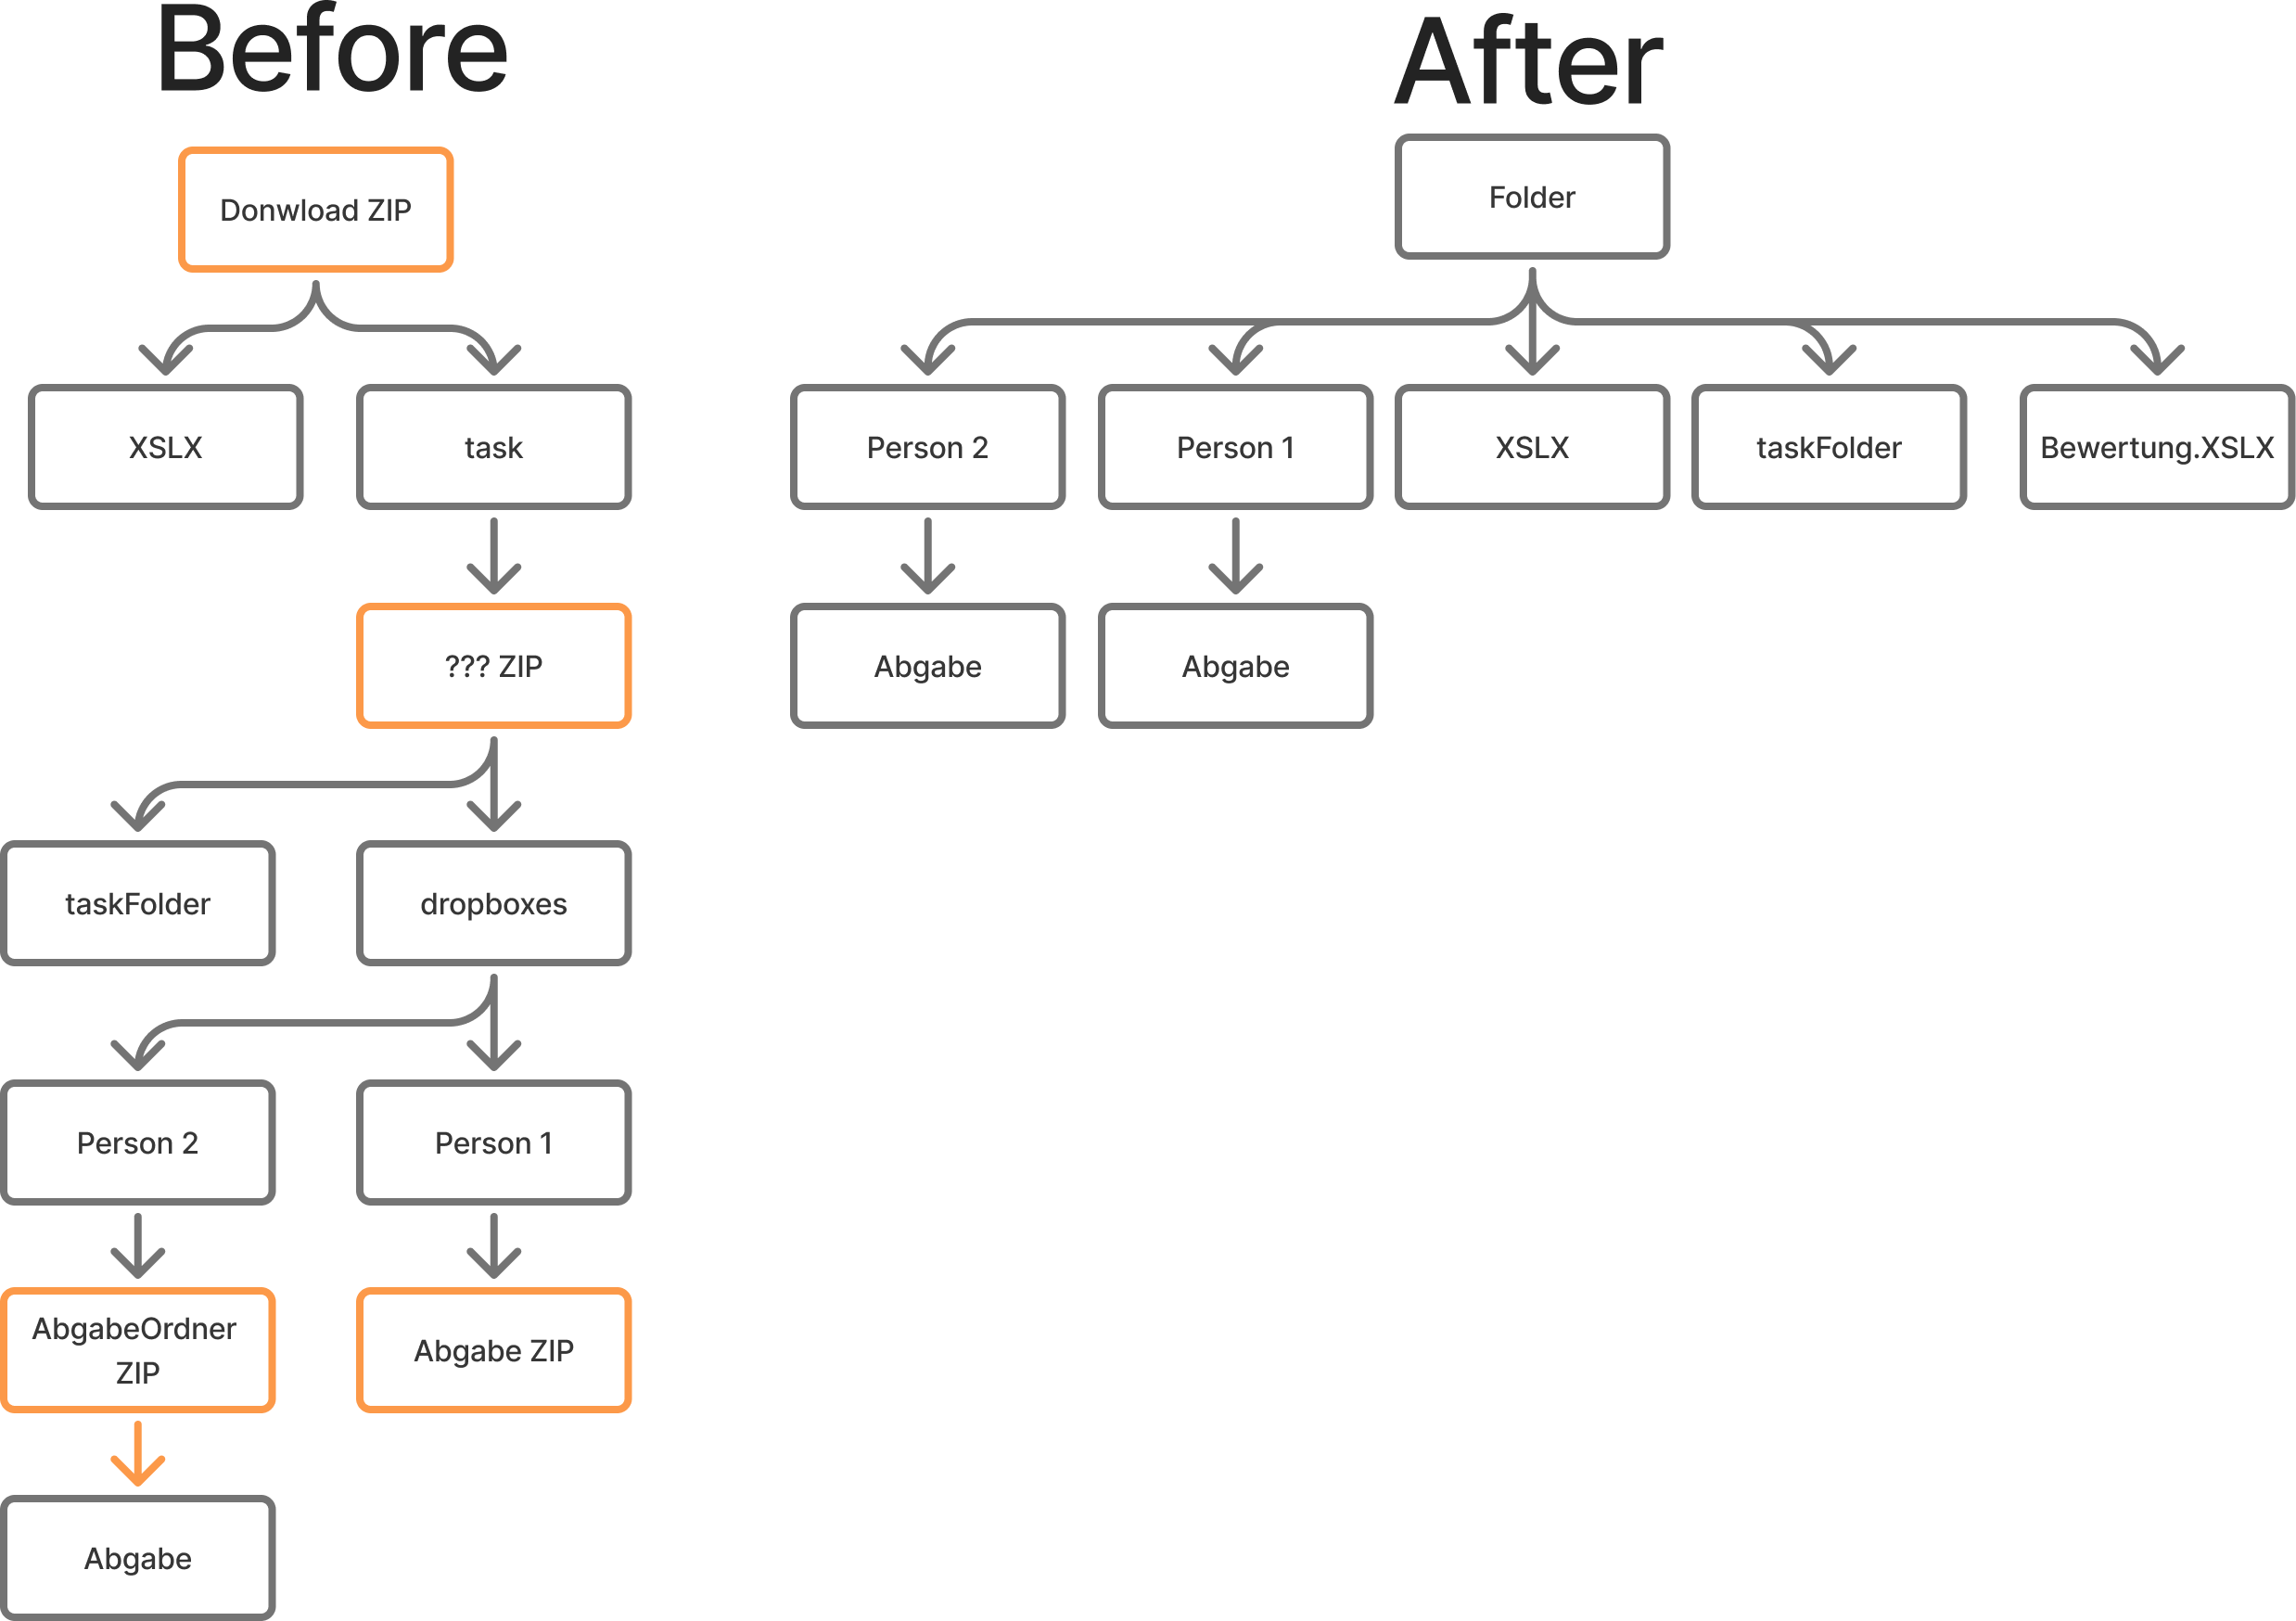 Before
After
Donwload ZIP
Folder
XSLX
task
Person 2
Person 1
XSLX
taskFolder
Bewertung.XSLX
??? ZIP
Abgabe
Abgabe
taskFolder
dropboxes
Person 2
Person 1
AbgabeOrdner
ZIP
Abgabe ZIP
Abgabe